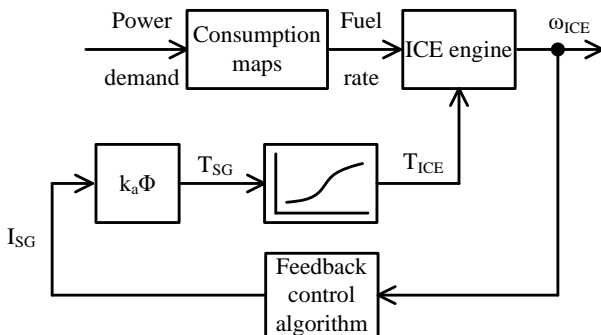 Power
demand
Consumption
maps
Fuel
rate
ICE engine
ω_ICE
k_aΦ
T_SG
T_ICE
I_SG
Feedback
control
algorithm